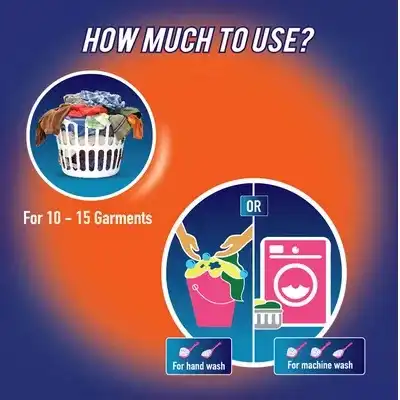 HOW MUCH TO USE?
For 10 - 15 Garments
OR
For hand wash
For machine wash